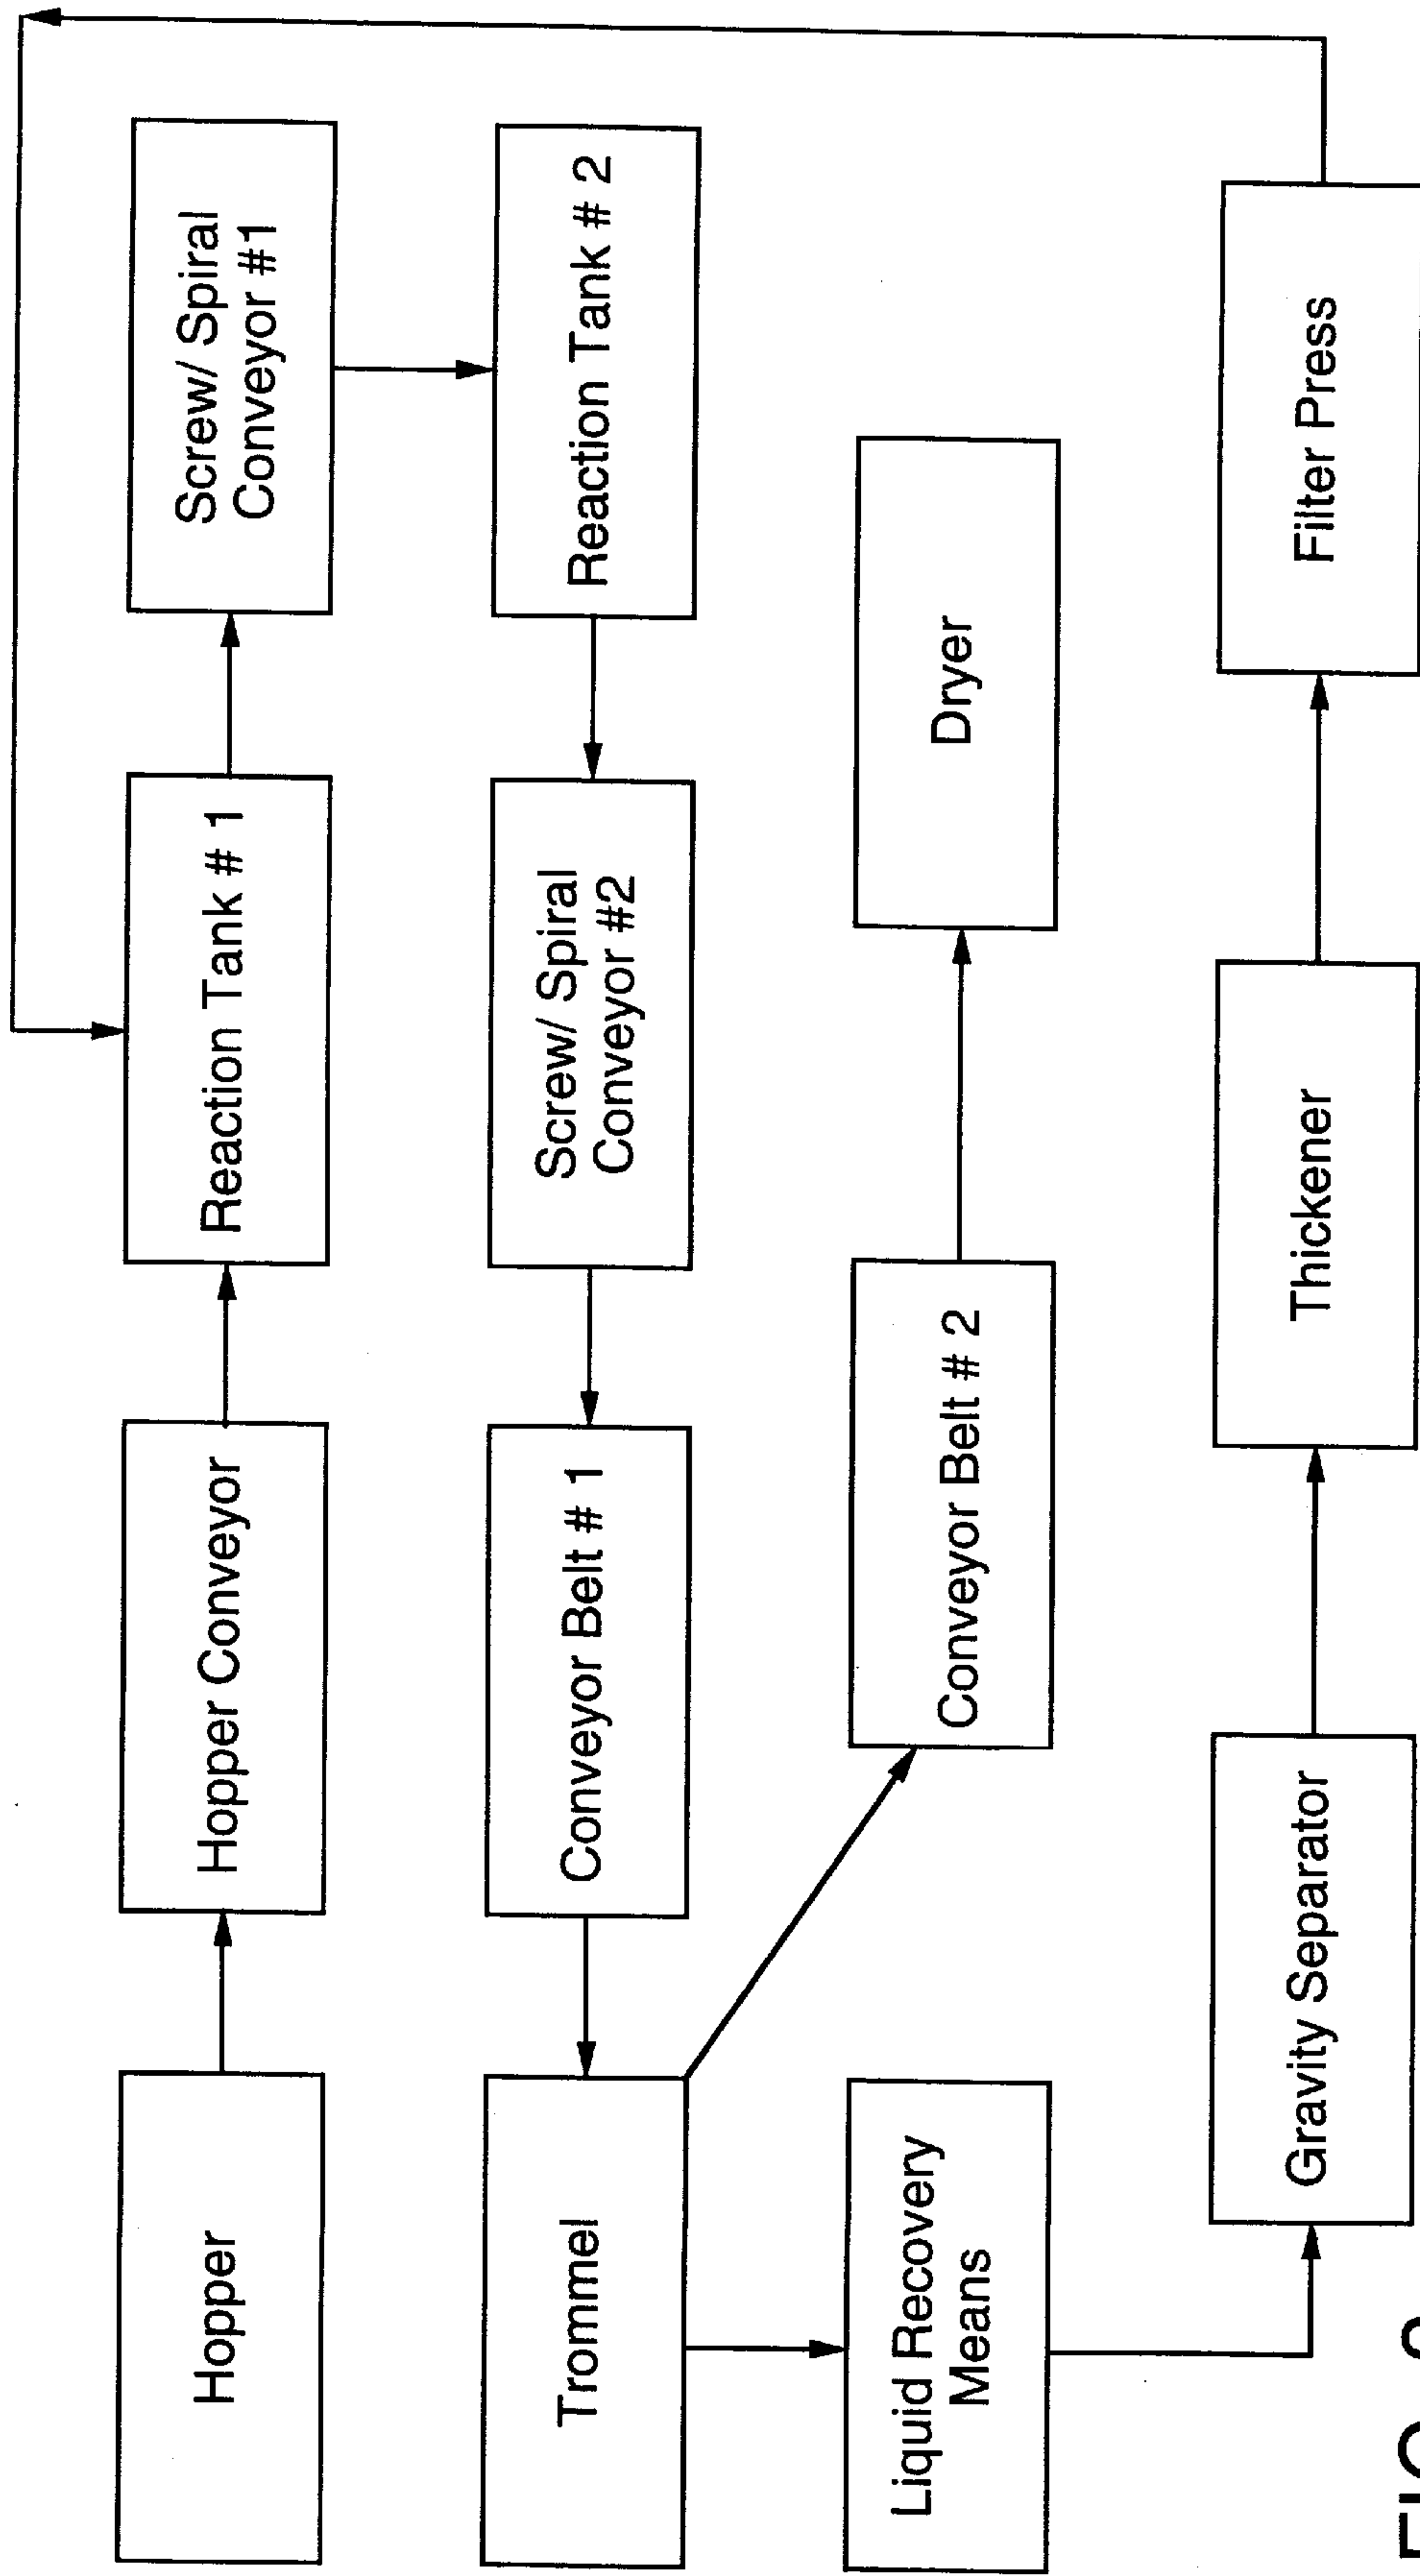 Hopper
Hopper Conveyor
Reaction Tank # 1
Screw/ Spiral
Conveyor #1
Trommel
Conveyor Belt # 1
Screw/ Spiral
Conveyor #2
Reaction Tank # 2
Liquid Recovery
Means
Conveyor Belt # 2
Dryer
Gravity Separator
Thickener
Filter Press